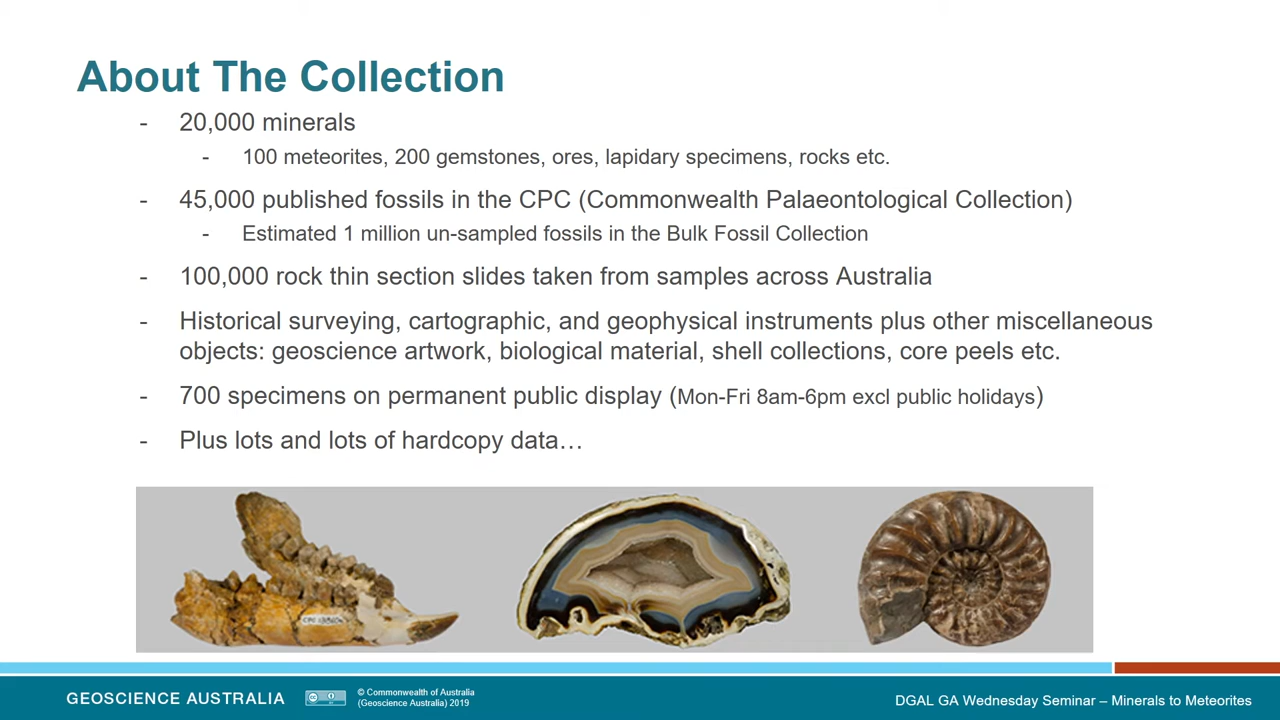 About The Collection
- 20,000 minerals
- 100 meteorites, 200 gemstones, ores, lapidary specimens, rocks etc.
- 45,000 published fossils in the CPC (Commonwealth Palaeontological Collection)
- Estimated 1 million un-sampled fossils in the Bulk Fossil Collection
- 100,000 rock thin section slides taken from samples across Australia
- Historical surveying, cartographic, and geophysical instruments plus other miscellaneous
objects: geoscience artwork, biological material, shell collections, core peels etc.
- 700 specimens on permanent public display (Mon-Fri 8am-6pm excl public holidays)
- Plus lots and lots of hardcopy data…
CPC
GEOSCIENCE AUSTRALIA
cc
BY
© Commonwealth of Australia
(Geoscience Australia) 2019
DGAL GA Wednesday Seminar – Minerals to Meteorites